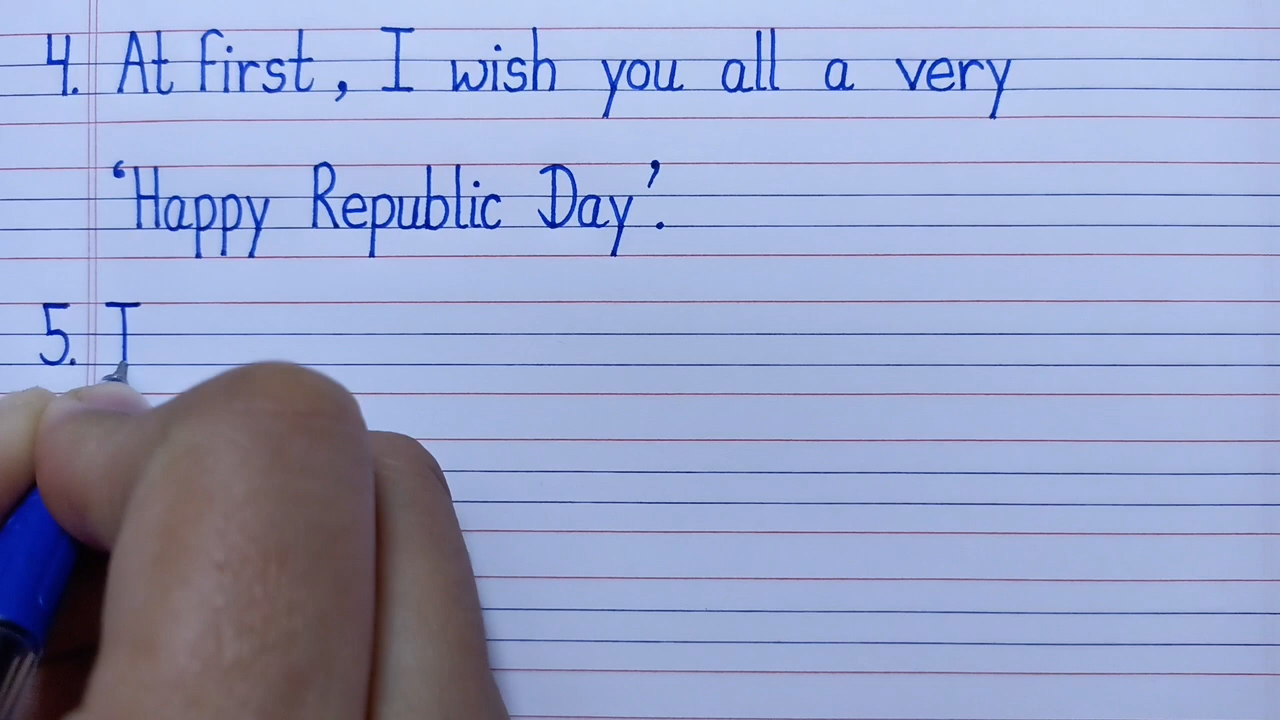 4. At first, I wish you all a very
‘Happy Republic Day’.
5. T